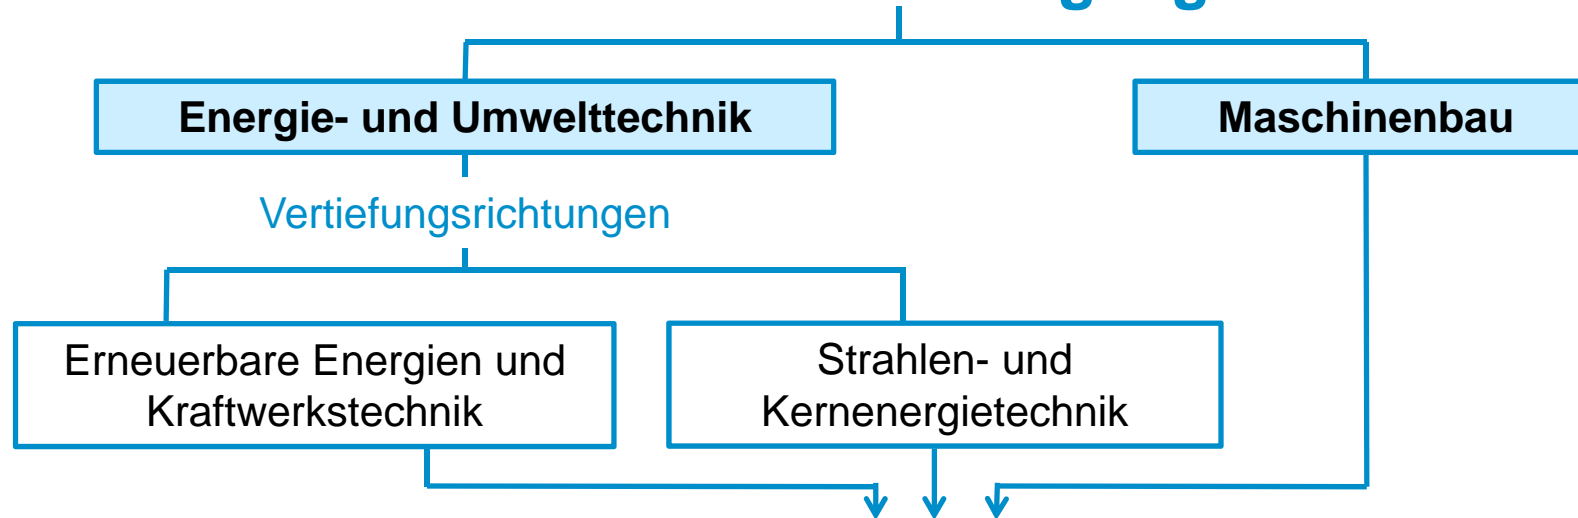 Energie- und Umwelttechnik
Maschinenbau
Vertiefungsrichtungen
Erneuerbare Energien und
Kraftwerkstechnik
Strahlen- und
Kernenergietechnik